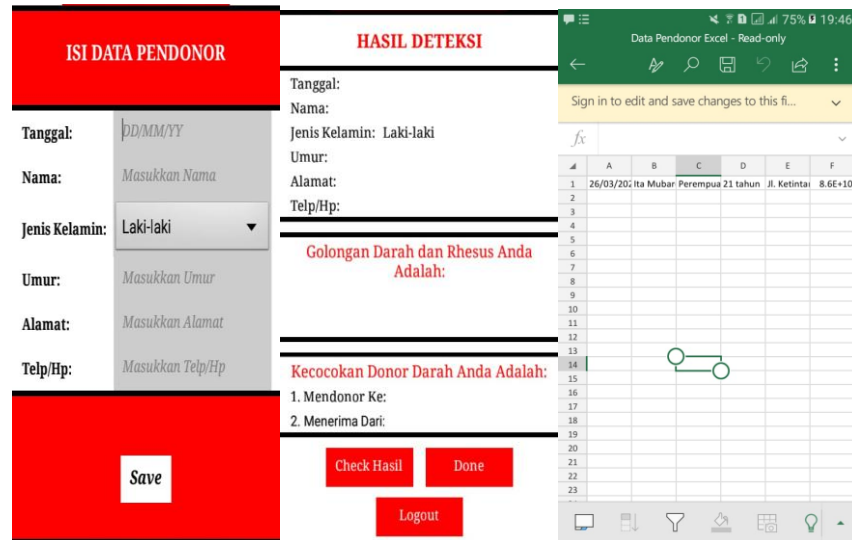 ISI DATA PENDONOR
Tanggal: DD/MM/YY
Nama: Masukkan Nama
Jenis Kelamin: Laki-laki
Umur: Masukkan Umur
Alamat: Masukkan Alamat
Telp/Hp: Masukkan Telp/Hp
Save
HASIL DETEKSI
Tanggal:
Nama:
Jenis Kelamin: Laki-laki
Umur:
Alamat:
Telp/Hp:
Golongan Darah dan Rhesus Anda
Adalah:
Kecocokan Donor Darah Anda Adalah:
1. Mendonor Ke:
2. Menerima Dari:
Check Hasil Done
Logout
75% 19:46
Data Pendonor Excel - Read-only
Sign in to edit and save changes to this fi...
fx
A B C D E F
1 26/03/202 Ita Mubar Perempua 21 tahun Jl. Ketintai 8.6E+10
2
3
4
5
6
7
8
9
10
11
12
13
14
15
16
17
18
19
20
21
22
23